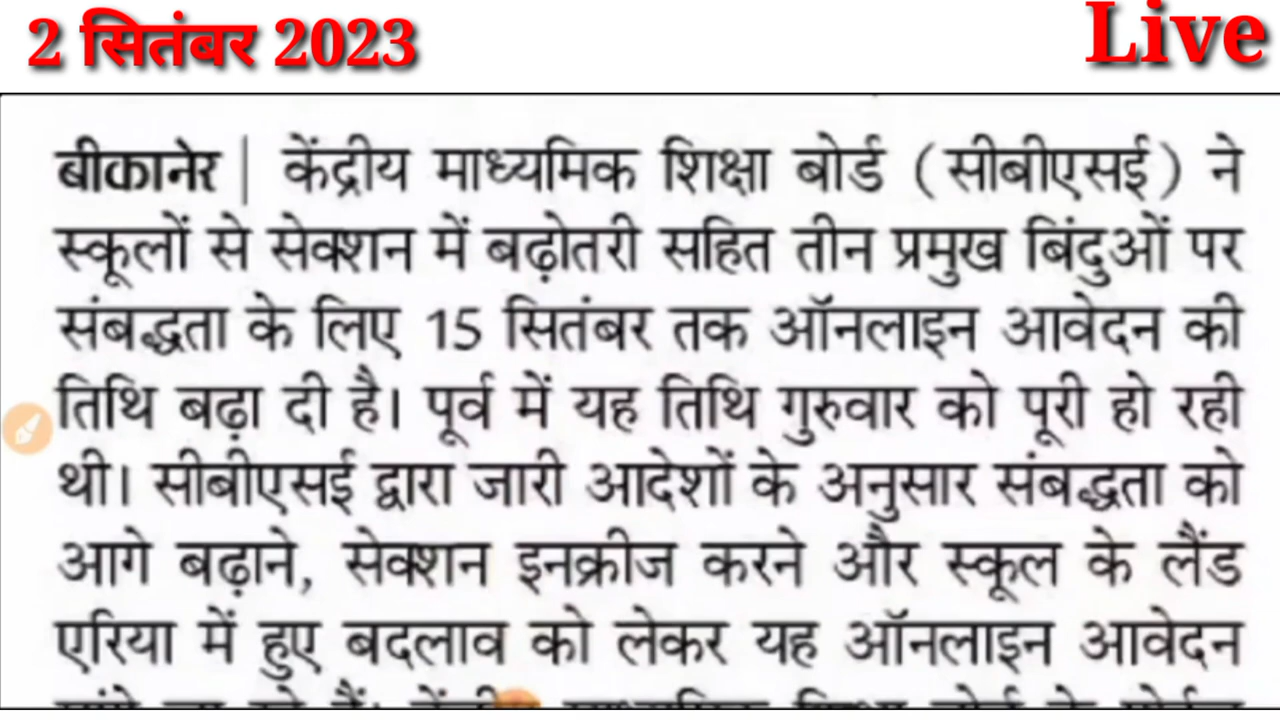 2 सितंबर 2023
Live
बीकानेर | केंद्रीय माध्यमिक शिक्षा बोर्ड (सीबीएसई) ने
स्कूलों से सेक्शन में बढ़ोतरी सहित तीन प्रमुख बिंदुओं पर
संबद्धता के लिए 15 सितंबर तक ऑनलाइन आवेदन की
तिथि बढ़ा दी है। पूर्व में यह तिथि गुरुवार को पूरी हो रही
थी। सीबीएसई द्वारा जारी आदेशों के अनुसार संबद्धता को
आगे बढ़ाने, सेक्शन इनक्रीज करने और स्कूल के लैंड
एरिया में हुए बदलाव को लेकर यह ऑनलाइन आवेदन